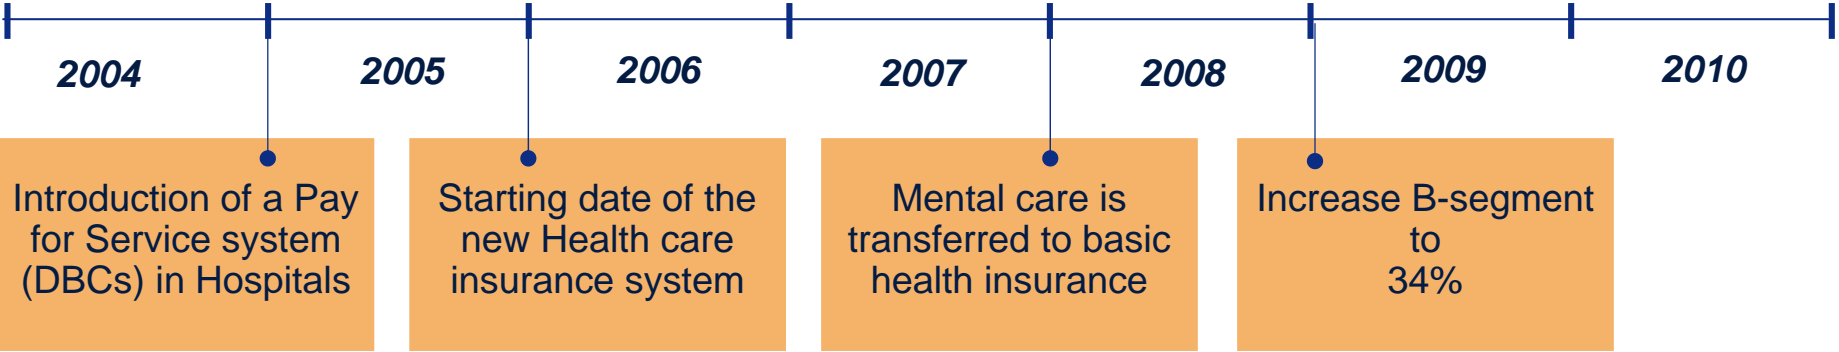 2004
2005
2006
2007
2008
2009
2010
Introduction of a Pay
for Service system
(DBCs) in Hospitals
Starting date of the
new Health care
insurance system
Mental care is
transferred to basic
health insurance
Increase B-segment
to
34%